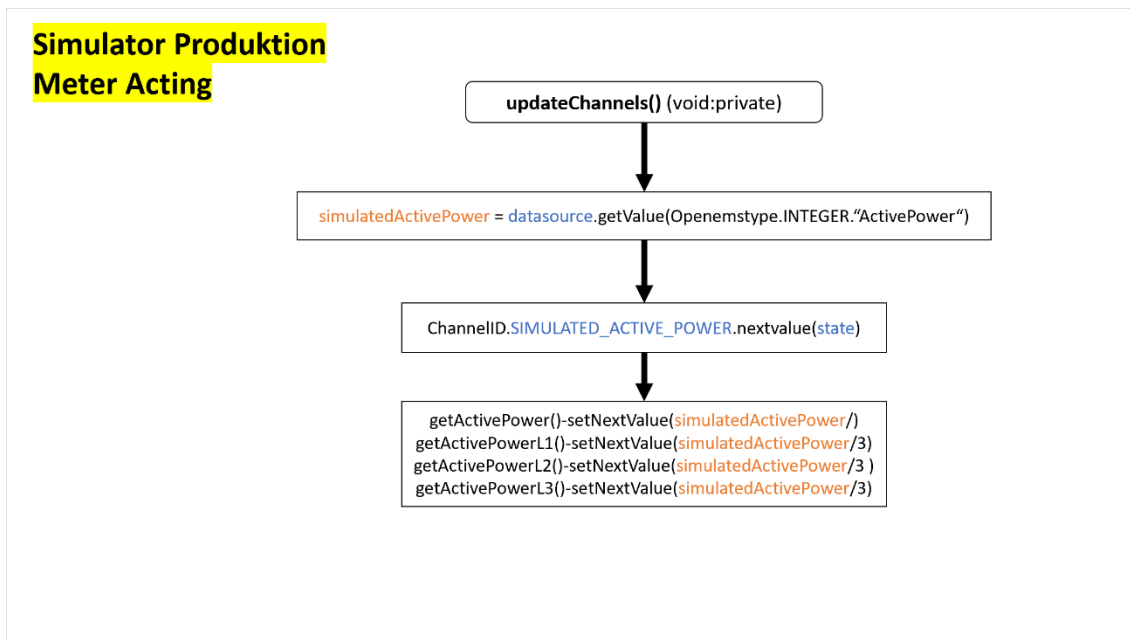 Simulator Produktion
Meter Acting
updateChannels() (void:private)
simulatedActivePower = datasource.getValue(Openemstype.INTEGER.“ActivePower“)
ChannelID.SIMULATED_ACTIVE_POWER.nextvalue(state)
getActivePower()-setNextValue(simulatedActivePower/)
getActivePowerL1()-setNextValue(simulatedActivePower/3)
getActivePowerL2()-setNextValue(simulatedActivePower/3 )
getActivePowerL3()-setNextValue(simulatedActivePower/3)